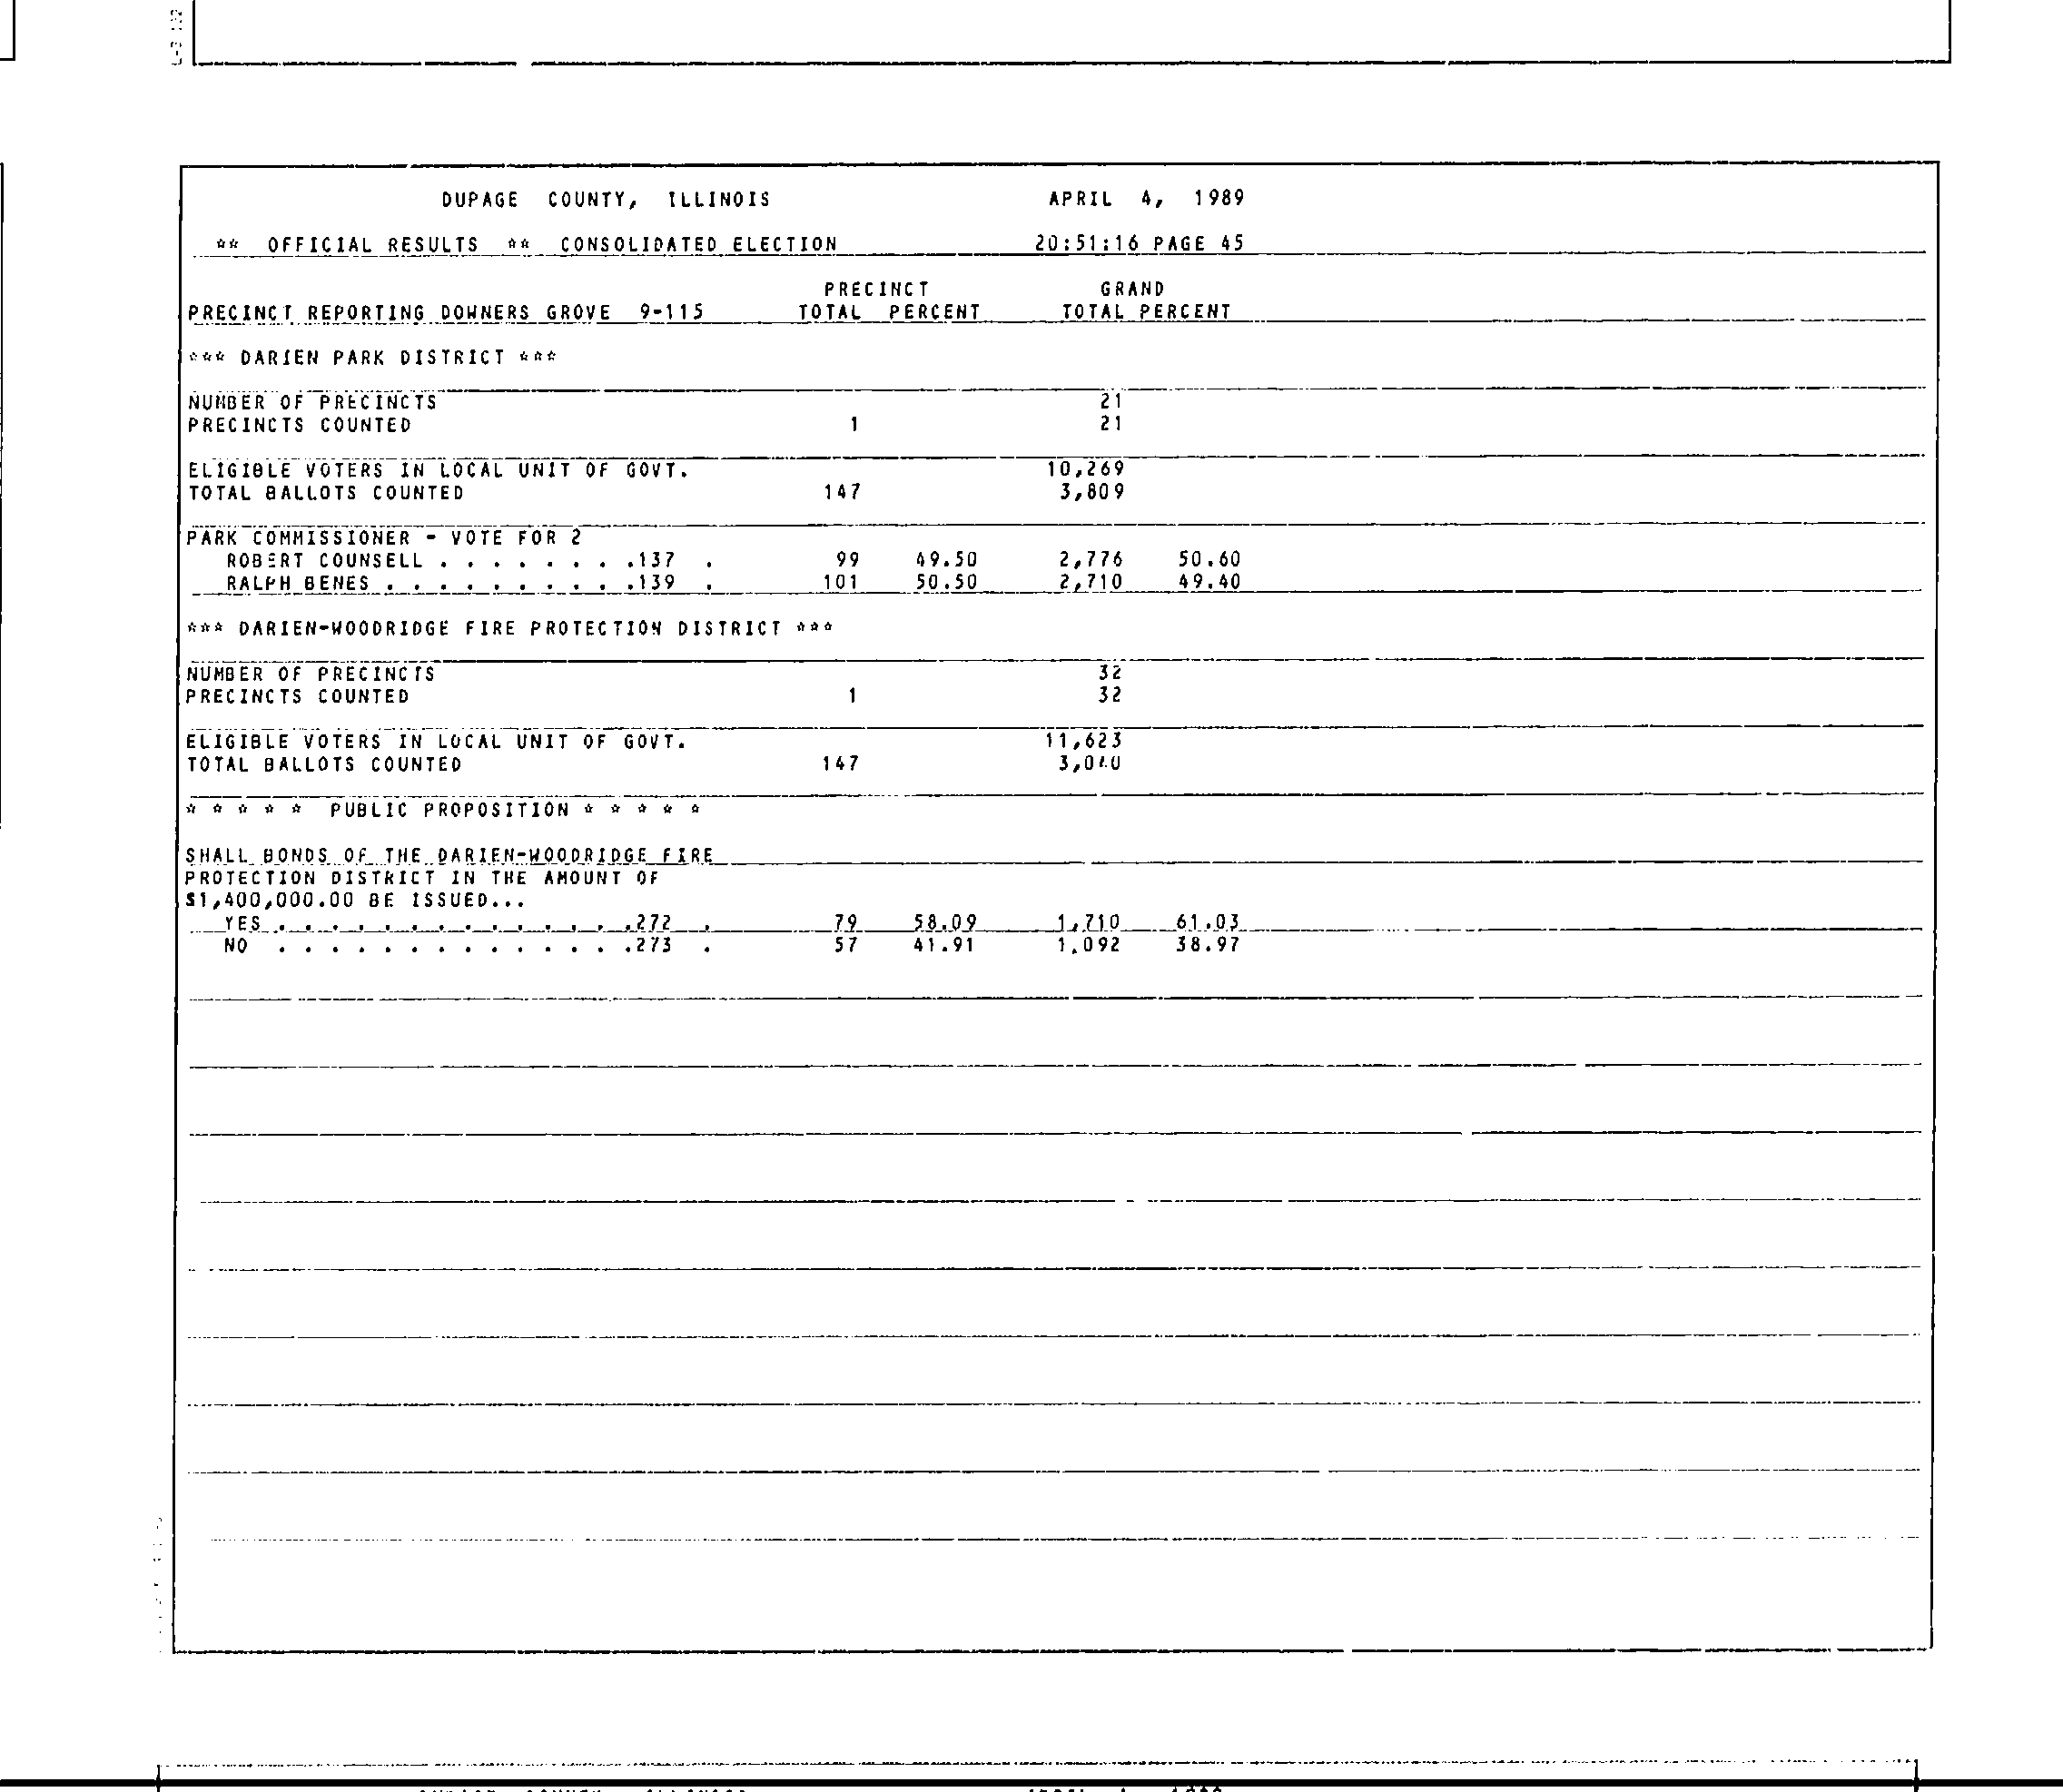 DUPAGE COUNTY, ILLINOIS APRIL 4, 1989
** OFFICIAL RESULTS ** CONSOLIDATED ELECTION 20:51:16 PAGE 45
PRECINCT GRAND
PRECINCT REPORTING DOWNERS GROVE 9-115 TOTAL PERCENT TOTAL PERCENT
*** DARIEN PARK DISTRICT ***
NUMBER OF PRECINCTS 21
PRECINCTS COUNTED 1 21
ELIGIBLE VOTERS IN LOCAL UNIT OF GOVT. 10,269
TOTAL BALLOTS COUNTED 147 3,809
PARK COMMISSIONER - VOTE FOR 2
ROBERT COUNSELL . . . . . . . .137 . 99 49.50 2,776 50.60
RALPH BENES . . . . . . . . . .139 . 101 50.50 2,710 49.40
*** DARIEN-WOODRIDGE FIRE PROTECTION DISTRICT ***
NUMBER OF PRECINCTS 32
PRECINCTS COUNTED 1 32
ELIGIBLE VOTERS IN LOCAL UNIT OF GOVT. 11,623
TOTAL BALLOTS COUNTED 147
* * * * * PUBLIC PROPOSITION * * * * *
SHALL BONDS OF THE DARIEN-WOODRIDGE FIRE
PROTECTION DISTRICT IN THE AMOUNT OF
$1,400,000.00 BE ISSUED...
YES . . . . . . . . . . . . . .272 . 79 58.09 1,710 61.03
NO . . . . . . . . . . . . . .273 . 57 41.91 1,092 38.97